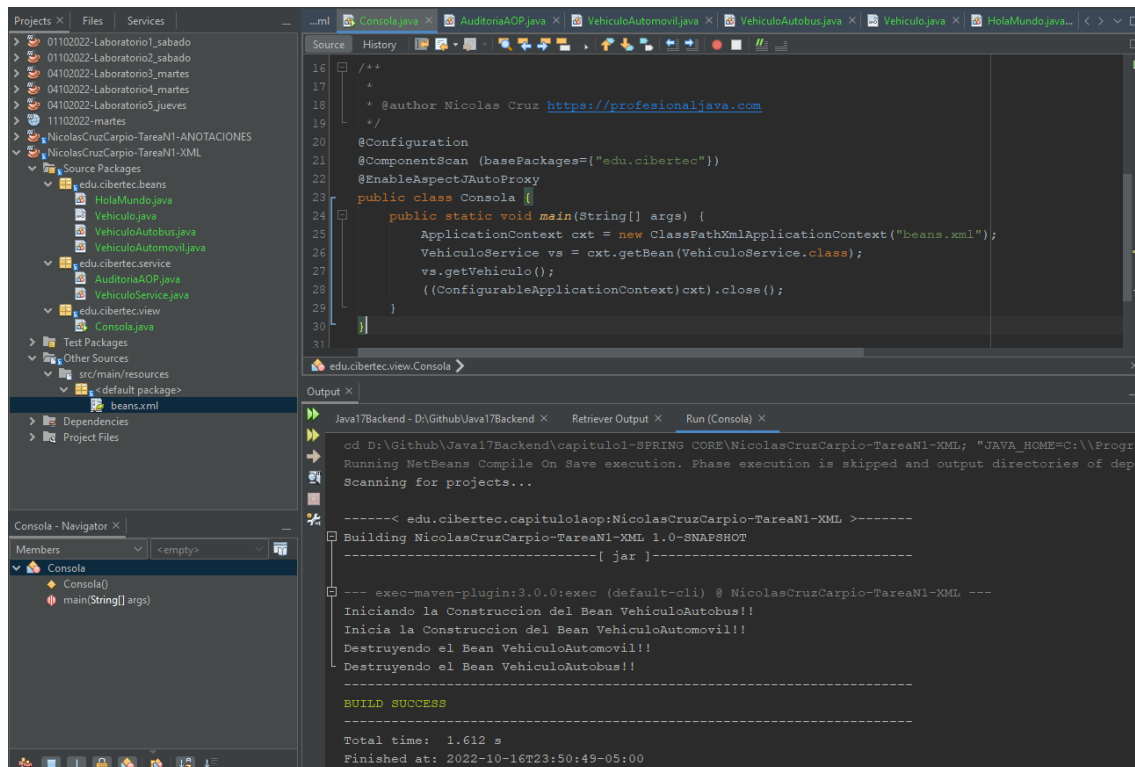 Projects × Files Services
01102022-Laboratorio1_sabado
01102022-Laboratorio2_sabado
04102022-Laboratorio3_martes
04102022-Laboratorio4_martes
04102022-Laboratorio5_jueves
11102022-martes
NicolasCruzCarpio-TareaN1-ANOTACIONES
NicolasCruzCarpio-TareaN1-XML
Source Packages
edu.cibertec.beans
HolaMundo.java
Vehiculo.java
VehiculoAutobus.java
VehiculoAutomovil.java
edu.cibertec.service
AuditoriaAOP.java
VehiculoService.java
edu.cibertec.view
Consola.java
Test Packages
Other Sources
src/main/resources
<default package>
beans.xml
Dependencies
Project Files
Consola - Navigator ×
Members <empty>
Consola
Consola()
main(String[] args)
...ml Consola.java × AuditoriaAOP.java × VehiculoAutomovil.java × VehiculoAutobus.java × Vehiculo.java × HolaMundo.java...
Source History
16 /**
17 *
18 * @author Nicolas Cruz https://profesionaljava.com
19 */
20 @Configuration
21 @ComponentScan (basePackages={"edu.cibertec"})
22 @EnableAspectJAutoProxy
23 public class Consola {
24 public static void main(String[] args) {
25 ApplicationContext cxt = new ClassPathXmlApplicationContext("beans.xml");
26 VehiculoService vs = cxt.getBean(VehiculoService.class);
27 vs.getVehiculo();
28 ((ConfigurableApplicationContext)cxt).close();
29 }
30 }
31
edu.cibertec.view.Consola
Output ×
Java17Backend - D:\Github\Java17Backend × Retriever Output × Run (Consola) ×
cd D:\Github\Java17Backend\capitulo1-SPRING CORE\NicolasCruzCarpio-TareaN1-XML; "JAVA_HOME=C:\\Progr
Running NetBeans Compile On Save execution. Phase execution is skipped and output directories of dep
Scanning for projects...
------< edu.cibertec.capitulo1aop:NicolasCruzCarpio-TareaN1-XML >-------
Building NicolasCruzCarpio-TareaN1-XML 1.0-SNAPSHOT
--------------------------------[ jar ]---------------------------------
--- exec-maven-plugin:3.0.0:exec (default-cli) @ NicolasCruzCarpio-TareaN1-XML ---
Iniciando la Construccion del Bean VehiculoAutobus!!
Inicia la Construccion del Bean VehiculoAutomovil!!
Destruyendo el Bean VehiculoAutomovil!!
Destruyendo el Bean VehiculoAutobus!!
------------------------------------------------------------------------
BUILD SUCCESS
------------------------------------------------------------------------
Total time: 1.612 s
Finished at: 2022-10-16T23:50:49-05:00